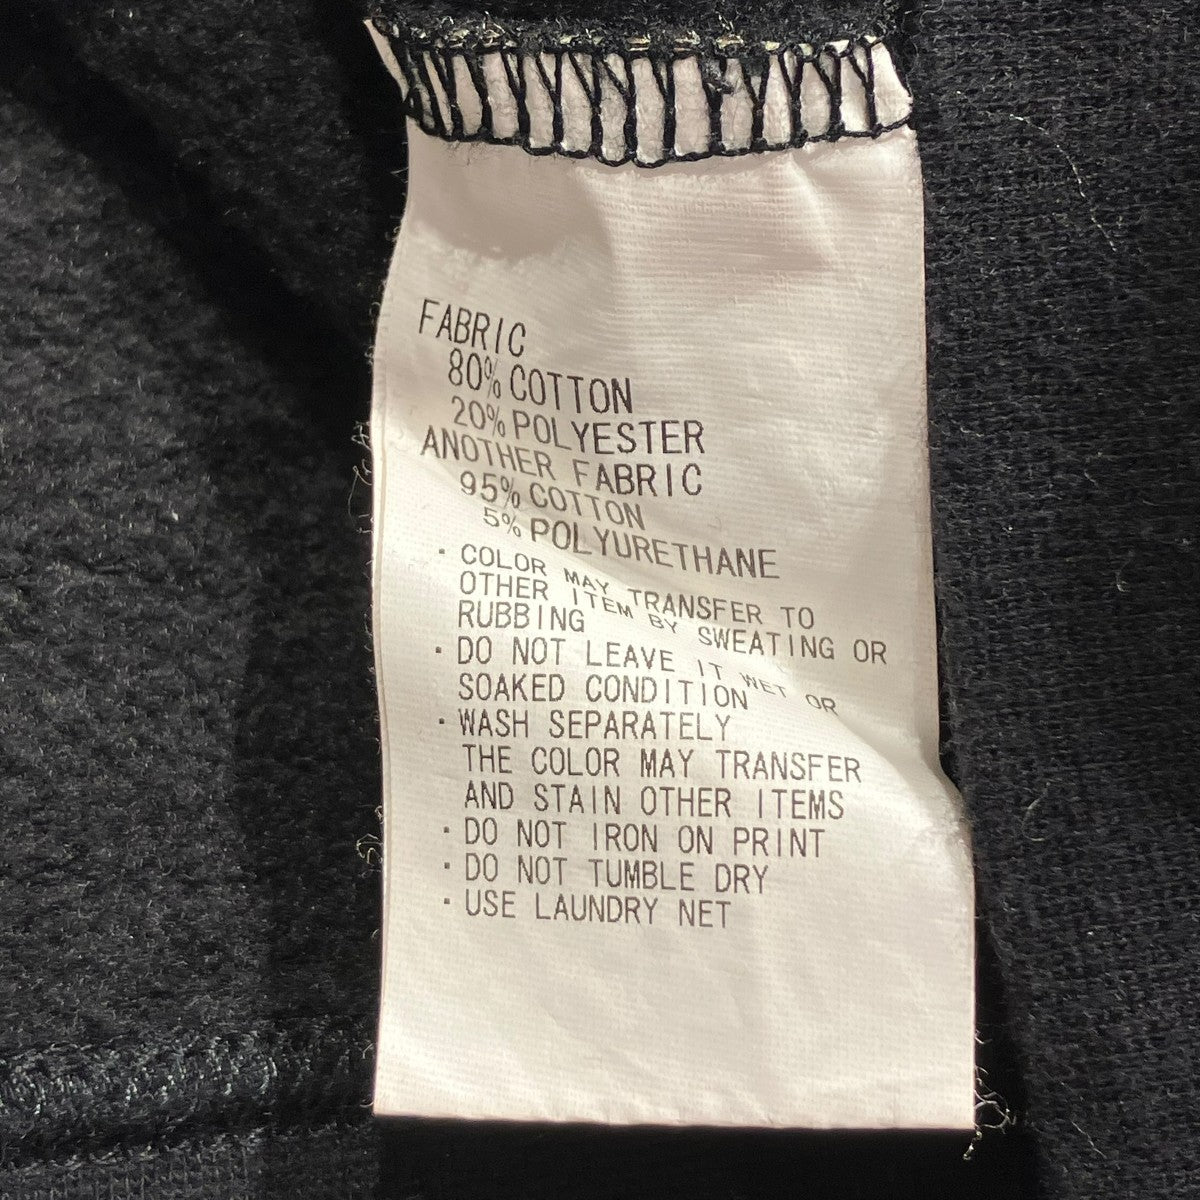 FABRIC
80% COTTON
20% POLYESTER
ANOTHER FABRIC
95% COTTON
5% POLYURETHANE
· COLOR MAY TRANSFER TO
OTHER ITEM BY SWEATING OR
RUBBING
· DO NOT LEAVE IT WET OR
SOAKED CONDITION
· WASH SEPARATELY
THE COLOR MAY TRANSFER
AND STAIN OTHER ITEMS
· DO NOT IRON ON PRINT
· DO NOT TUMBLE DRY
· USE LAUNDRY NET